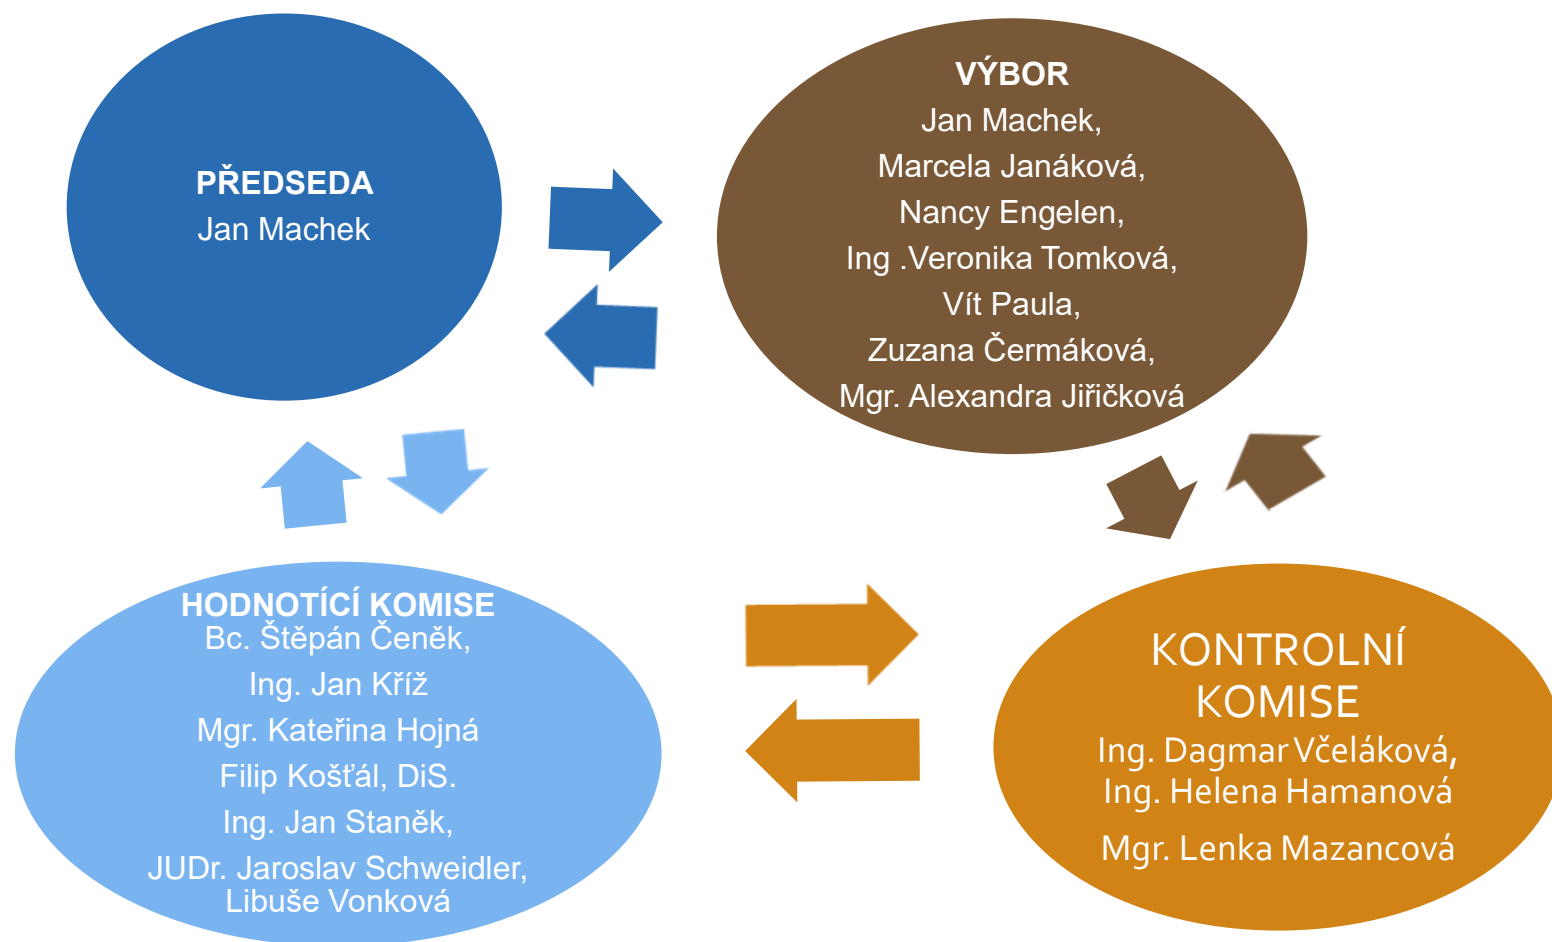 PŘEDSEDA
Jan Machek
VÝBOR
Jan Machek,
Marcela Janáková,
Nancy Engelen,
Ing .Veronika Tomková,
Vít Paula,
Zuzana Čermáková,
Mgr. Alexandra Jiřičková
HODNOTÍCÍ KOMISE
Bc. Štěpán Čeněk,
Ing. Jan Kříž
Mgr. Kateřina Hojná
Filip Košťál, DiS.
Ing. Jan Staněk,
JUDr. Jaroslav Schweidler,
Libuše Vonková
KONTROLNÍ
KOMISE
Ing. Dagmar Včeláková,
Ing. Helena Hamanová
Mgr. Lenka Mazancová